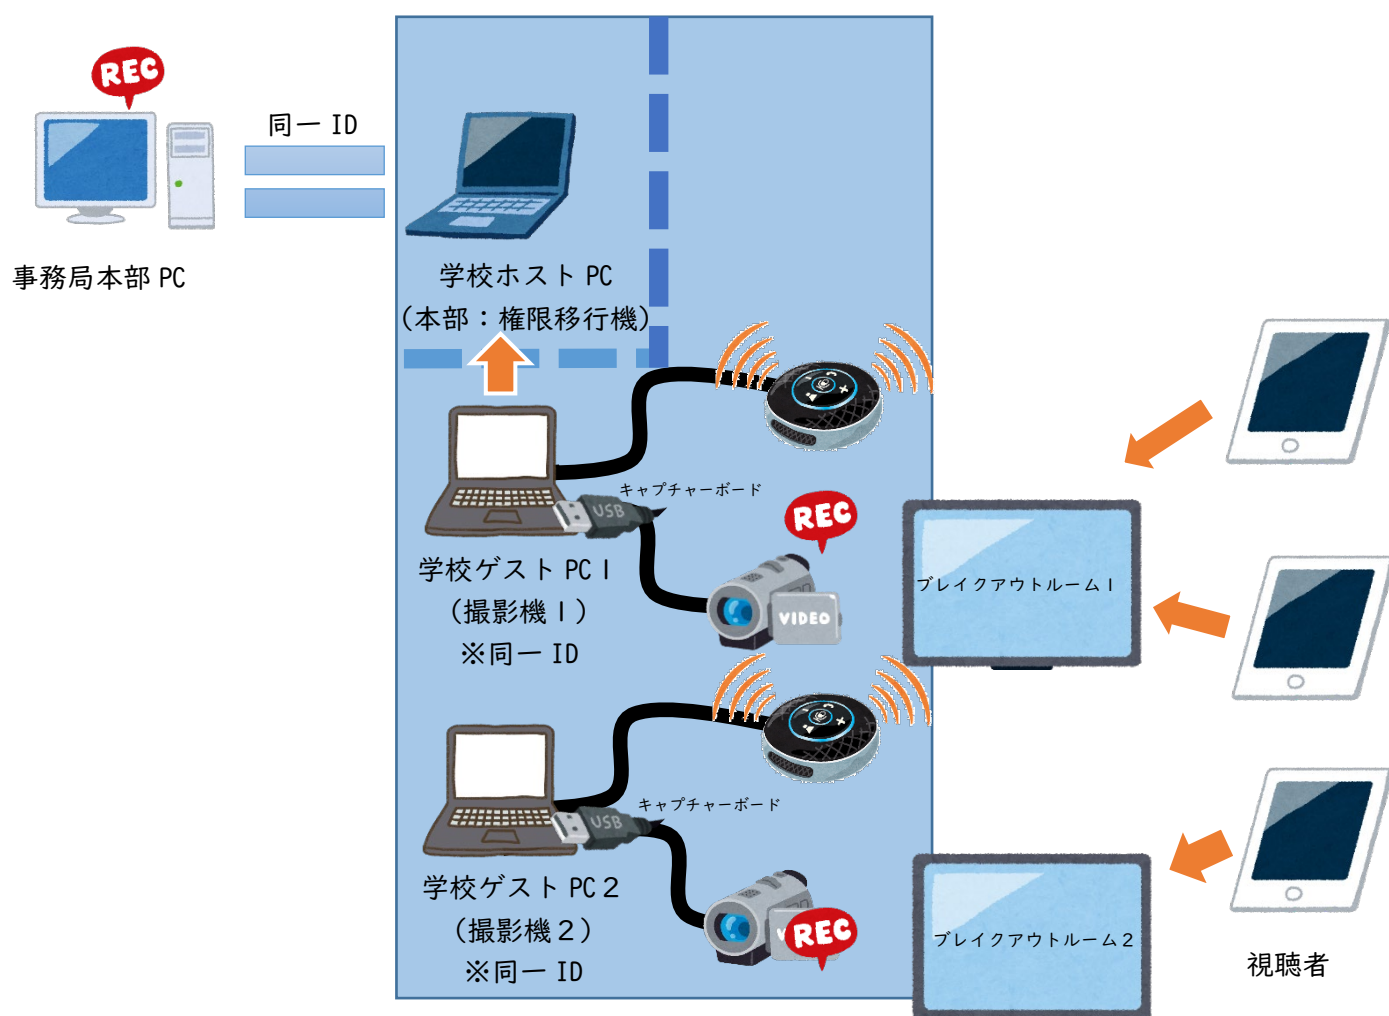 REC
同一 ID
事務局本部 PC
学校ホスト PC
(本部：権限移行機)
キャプチャーボード
USB
REC
VIDEO
学校ゲスト PC1
(撮影機1)
※同一 ID
ブレイクアウトルーム1
キャプチャーボード
USB
REC
学校ゲスト PC2
(撮影機2)
※同一 ID
ブレイクアウトルーム2
視聴者